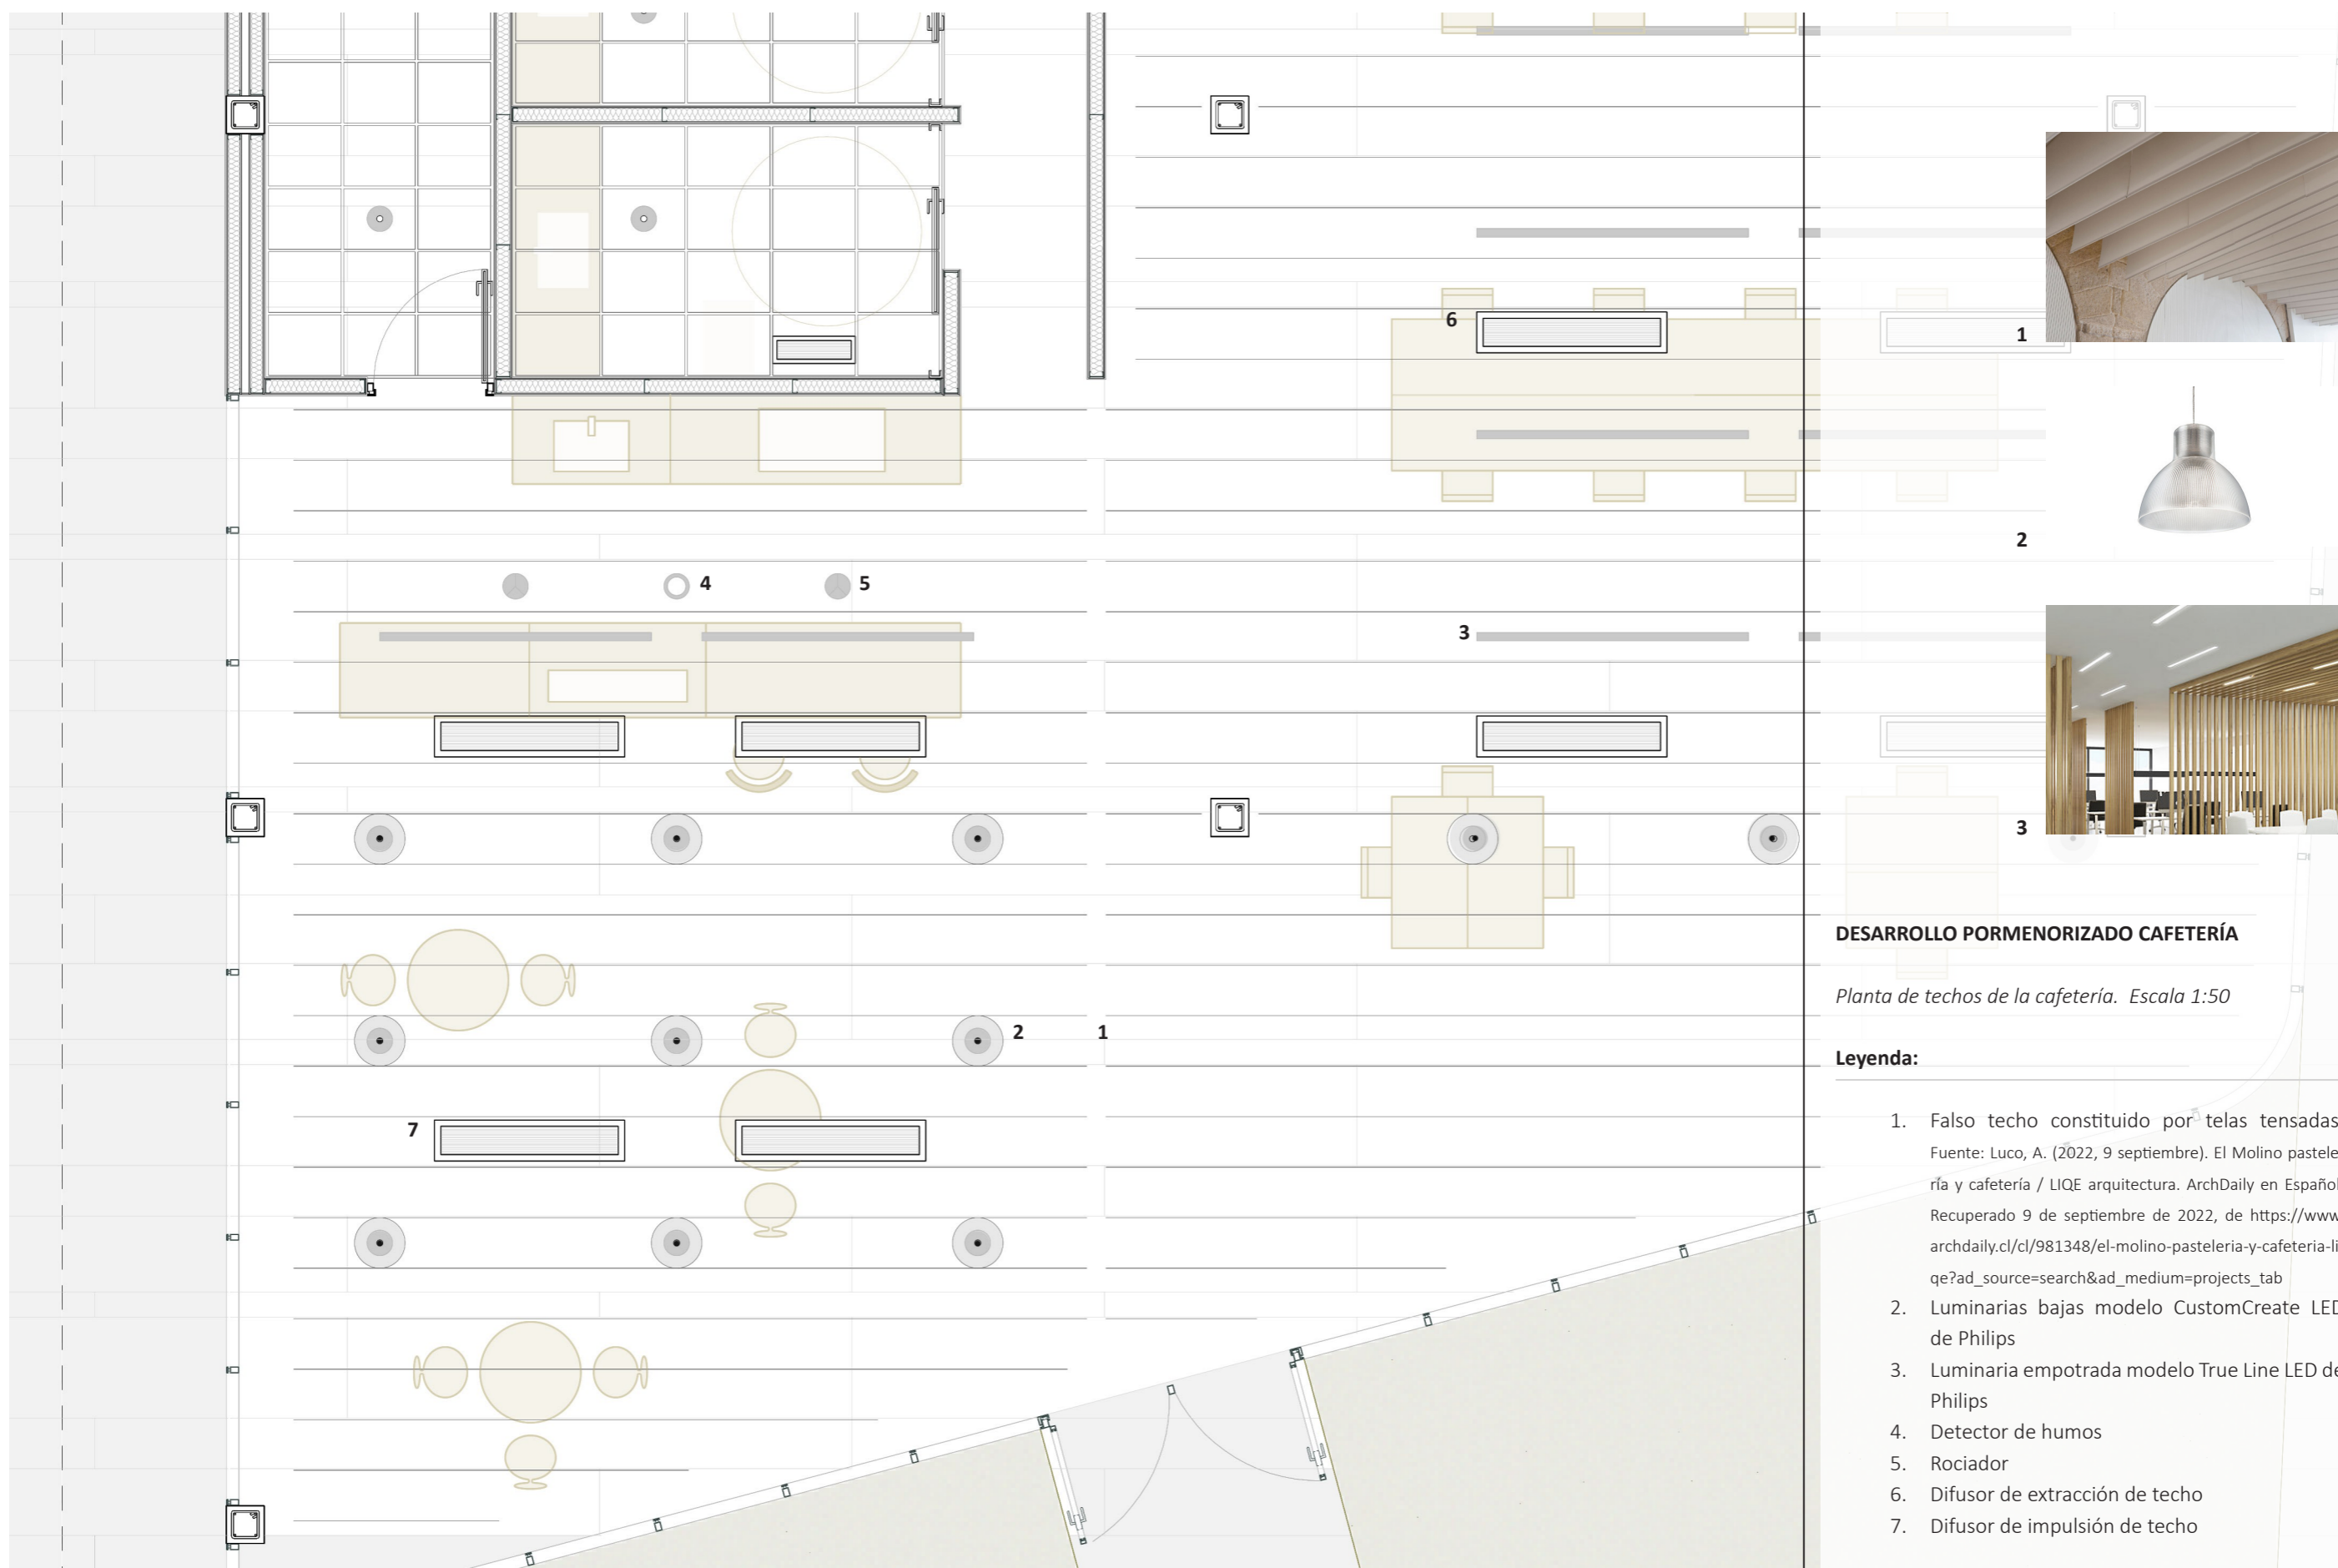 6
1
2
4
5
3
3
DESARROLLO PORMENORIZADO CAFETERÍA
Planta de techos de la cafetería. Escala 1:50
2
1
Leyenda:
7
1. Falso techo constituido por telas tensadas
Fuente: Luco, A. (2022, 9 septiembre). El Molino pastele
ría y cafetería / LIQE arquitectura. ArchDaily en Español
Recuperado 9 de septiembre de 2022, de https://www
archdaily.cl/cl/981348/el-molino-pasteleria-y-cafeteria-li
qe?ad_source=search&ad_medium=projects_tab
2. Luminarias bajas modelo CustomCreate LED
de Philips
3. Luminaria empotrada modelo True Line LED de
Philips
4. Detector de humos
5. Rociador
6. Difusor de extracción de techo
7. Difusor de impulsión de techo